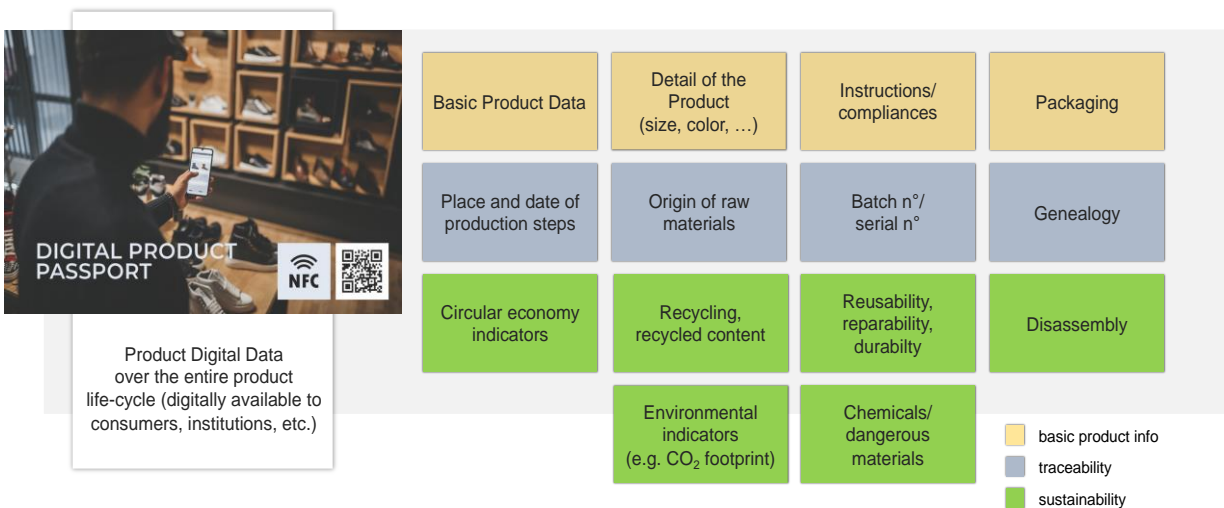 DIGITAL PRODUCT
PASSPORT
NFC
Product Digital Data
over the entire product
life-cycle (digitally available to
consumers, institutions, etc.)
Basic Product Data
Detail of the
Product
(size, color, …)
Instructions/
compliances
Packaging
Place and date of
production steps
Origin of raw
materials
Batch n°/
serial n°
Genealogy
Circular economy
indicators
Recycling,
recycled content
Reusability,
reparability,
durabilty
Disassembly
Environmental
indicators
(e.g. CO₂ footprint)
Chemicals/
dangerous
materials
basic product info
traceability
sustainability